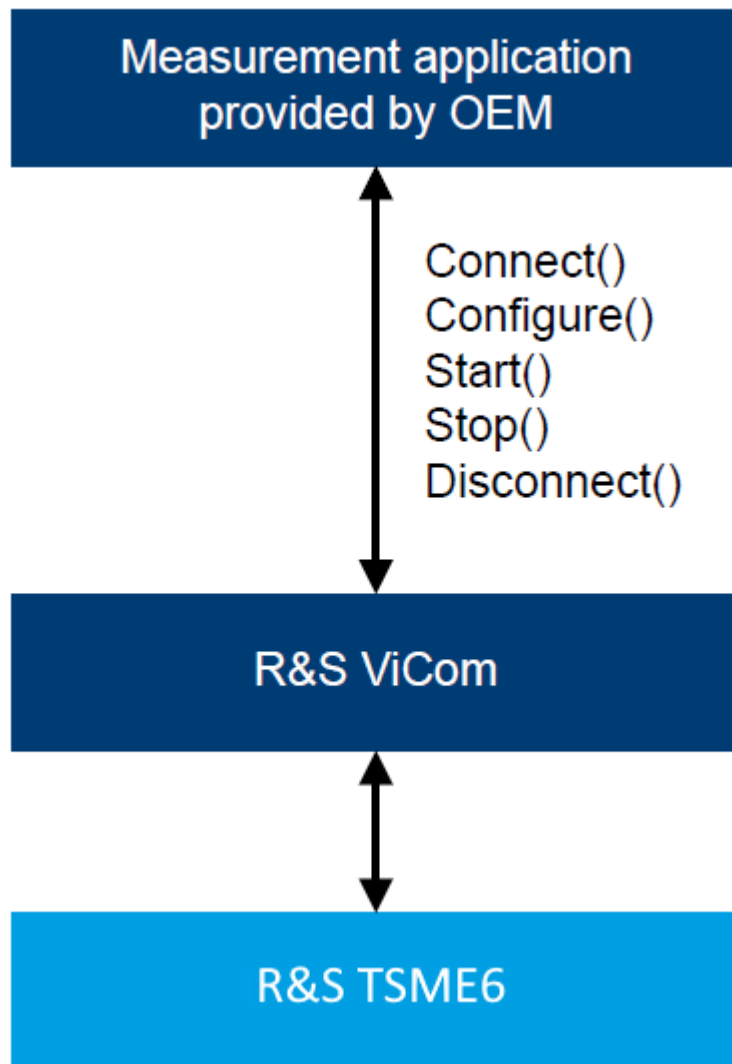 Measurement application
provided by OEM
Connect()
Configure()
Start()
Stop()
Disconnect()
R&S ViCom
R&S TSME6